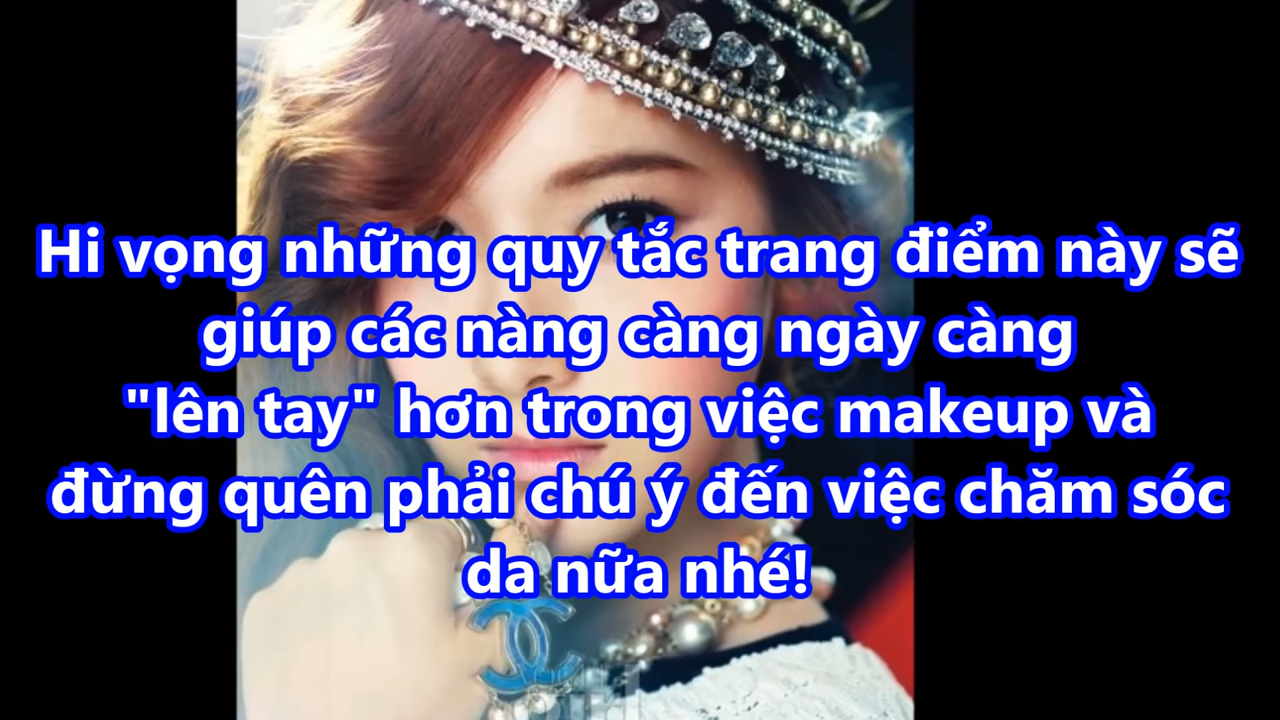 Hi vọng những quy tắc trang điểm này sẽ
giúp các nàng càng ngày càng
"lên tay" hơn trong việc makeup và
đừng quên phải chú ý đến việc chăm sóc
da nữa nhé!